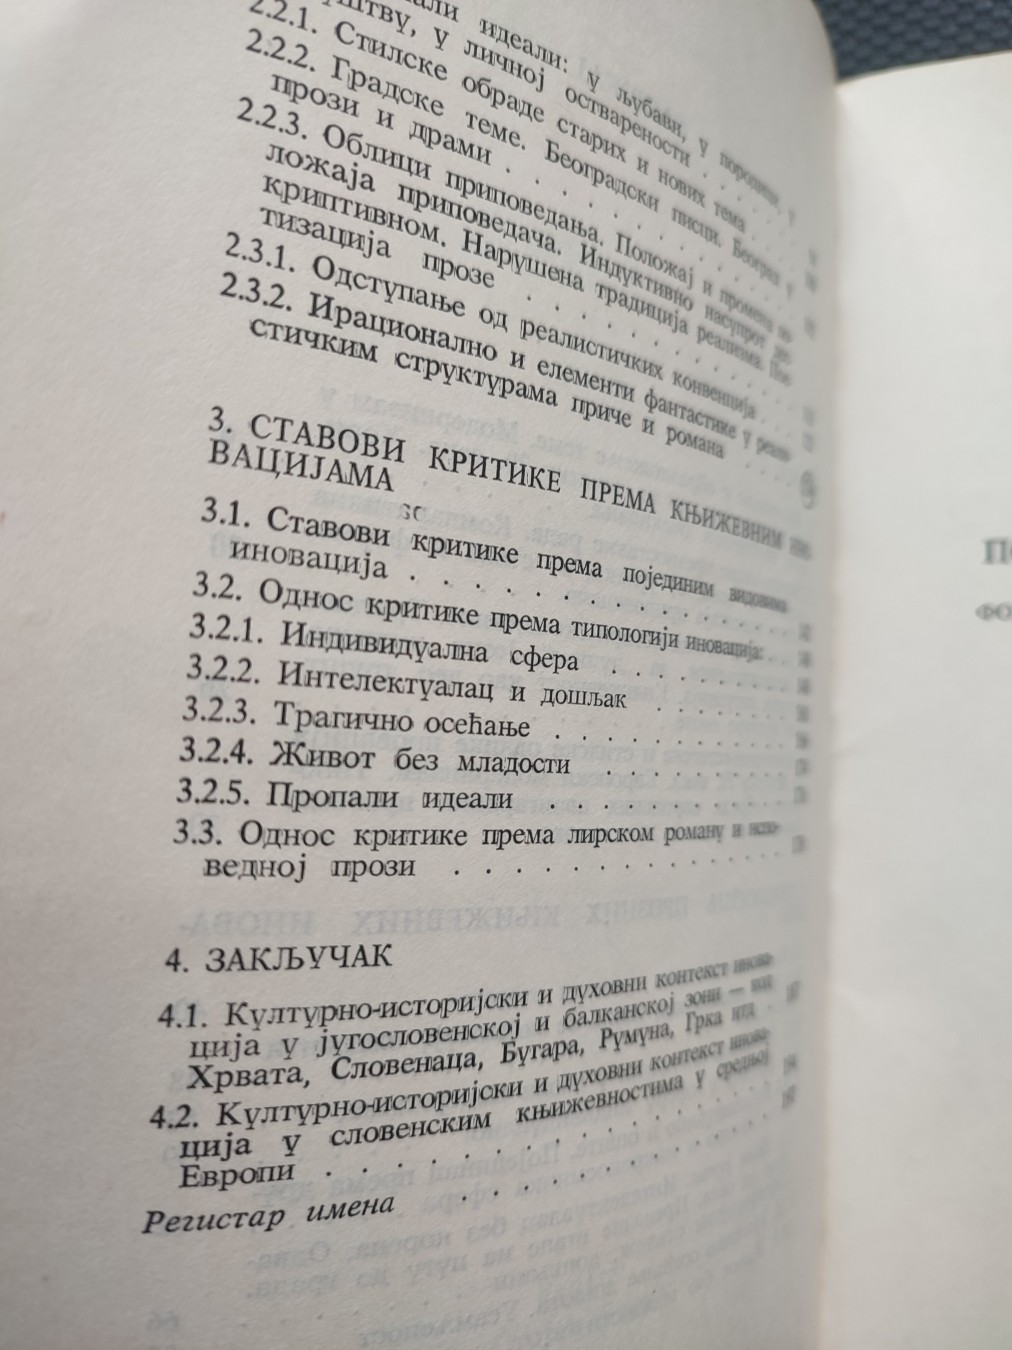 идеали: у љубави, у породици, у
у личној остварености
2.2.1. Стилске обраде старих и нових тема
2.2.2. Градске теме. Београдски писци. Београд у
прози и драми
2.2.3. Облици приповедања. Положај и промена по-
ложаја приповедача. Индуктивно насупрот дес-
криптивном. Нарушена традиција реализма. Пое-
тизација прозе
2.3.1. Одступање од реалистичких конвенција
2.3.2. Ирационално и елементи фантастике у реали-
стичким структурама приче и романа
3. СТАВОВИ КРИТИКЕ ПРЕМА КЊИЖЕВНИМ ИНО-
ВАЦИЈАМА
3.1. Ставови критике према појединим видовима
иновација
3.2. Однос критике према типологији иновација:
3.2.1. Индивидуална сфера
3.2.2. Интелектуалац и дошљак
3.2.3. Трагично осећање
3.2.4. Живот без младости
3.2.5. Пропали идеали
3.3. Однос критике према лирском роману и испо-
ведној прози
4. ЗАКЉУЧАК
4.1. Културно-историјски и духовни контекст инова-
ција у југословенској и балканској зони — код
Хрвата, Словенаца, Бугара, Румуна, Грка итд
4.2. Културно-историјски и духовни контекст инова-
ција у словенским књижевностима у средњој
Европи
Регистар имена